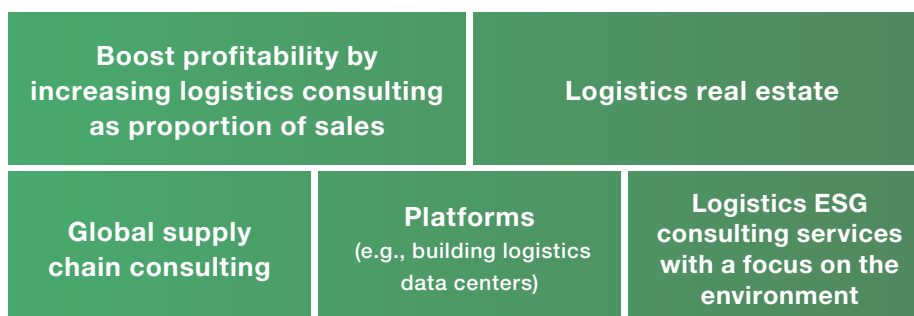 Boost profitability by
increasing logistics consulting
as proportion of sales
Logistics real estate
Global supply
chain consulting
Platforms
(e.g., building logistics
data centers)
Logistics ESG
consulting services
with a focus on the
environment